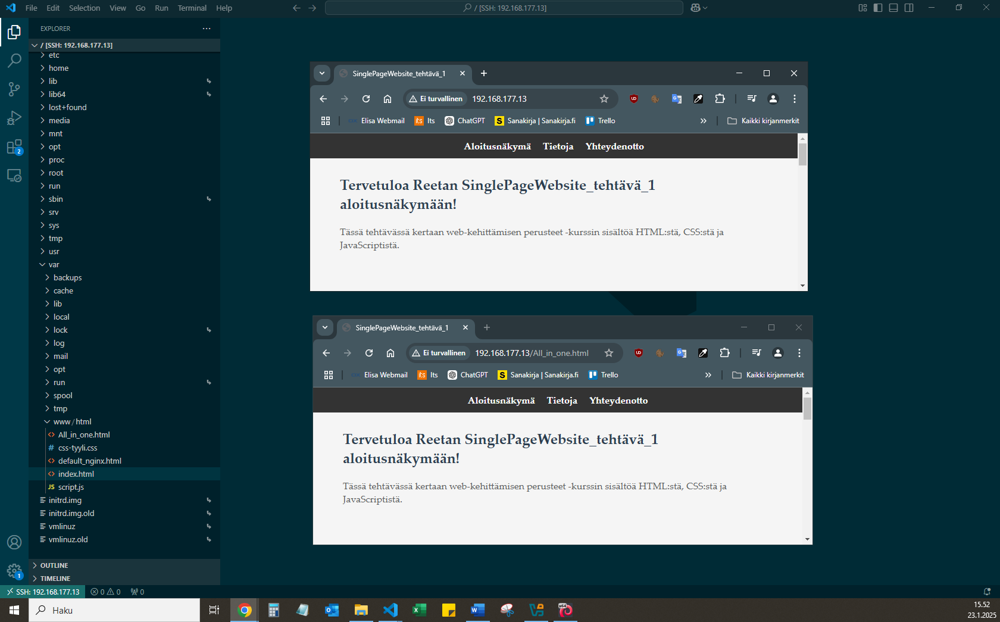 File Edit Selection View Go Run Terminal Help
/ [SSH: 192.168.177.13]
EXPLORER
/ [SSH: 192.168.177.13]
etc
home
lib
lib64
lost+found
media
mnt
opt
proc
root
run
sbin
srv
sys
tmp
usr
var
backups
cache
lib
local
lock
log
mail
opt
run
spool
tmp
www / html
All_in_one.html
# css-tyyli.css
default_nginx.html
index.html
JS script.js
initrd.img
initrd.img.old
vmlinuz
vmlinuz.old
OUTLINE
TIMELINE
2
1
SSH: 192.168.177.13 0 0 0
SinglePageWebsite_tehtävä_1
Ei turvallinen 192.168.177.13
Elisa Webmail its Its ChatGPT S Sanakirja | Sanakirja.fi Trello » Kaikki kirjanmerkit
Aloitusnäkymä Tietoja Yhteydenotto
Tervetuloa Reetan SinglePageWebsite_tehtävä_1
aloitusnäkymään!
Tässä tehtävässä kertaan web-kehittämisen perusteet -kurssin sisältöä HTML:stä, CSS:stä ja
JavaScriptistä.
SinglePageWebsite_tehtävä_1
Ei turvallinen 192.168.177.13/All_in_one.html
Elisa Webmail its Its ChatGPT S Sanakirja | Sanakirja.fi Trello » Kaikki kirjanmerkit
Aloitusnäkymä Tietoja Yhteydenotto
Tervetuloa Reetan SinglePageWebsite_tehtävä_1
aloitusnäkymään!
Tässä tehtävässä kertaan web-kehittämisen perusteet -kurssin sisältöä HTML:stä, CSS:stä ja
JavaScriptistä.
Haku
15.52
23.1.2025